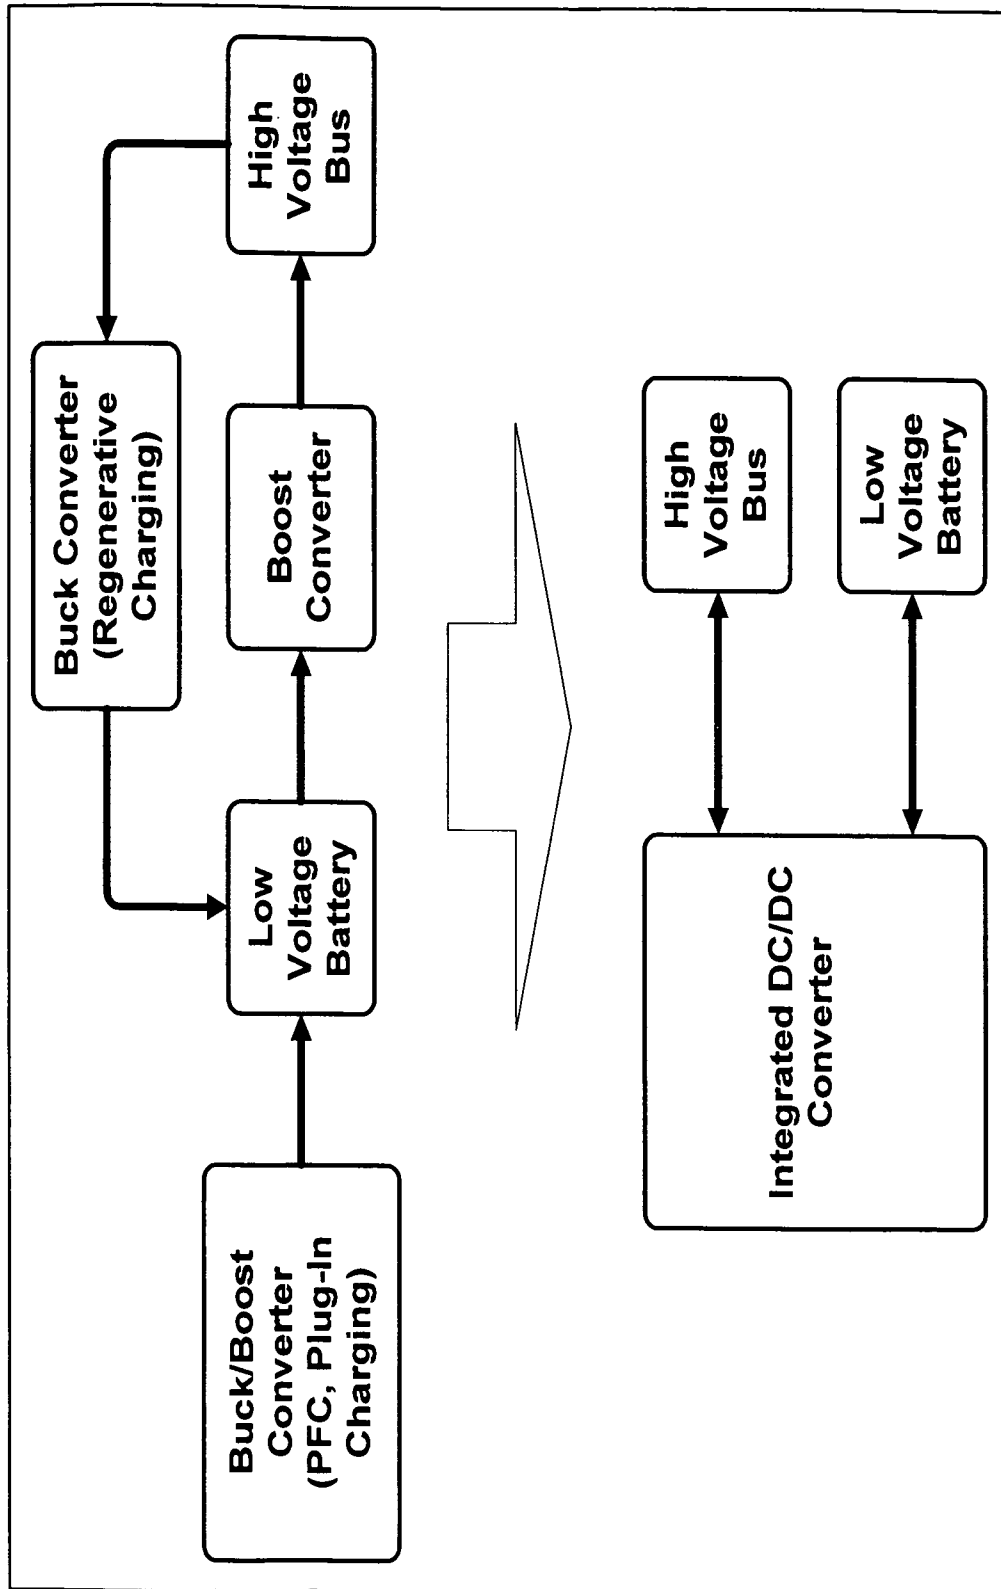 Buck Converter
(Regenerative
Charging)
Buck/Boost
Converter
(PFC, Plug-In
Charging)
Low
Voltage
Battery
Boost
Converter
High
Voltage
Bus
Integrated DC/DC
Converter
High
Voltage
Bus
Low
Voltage
Battery